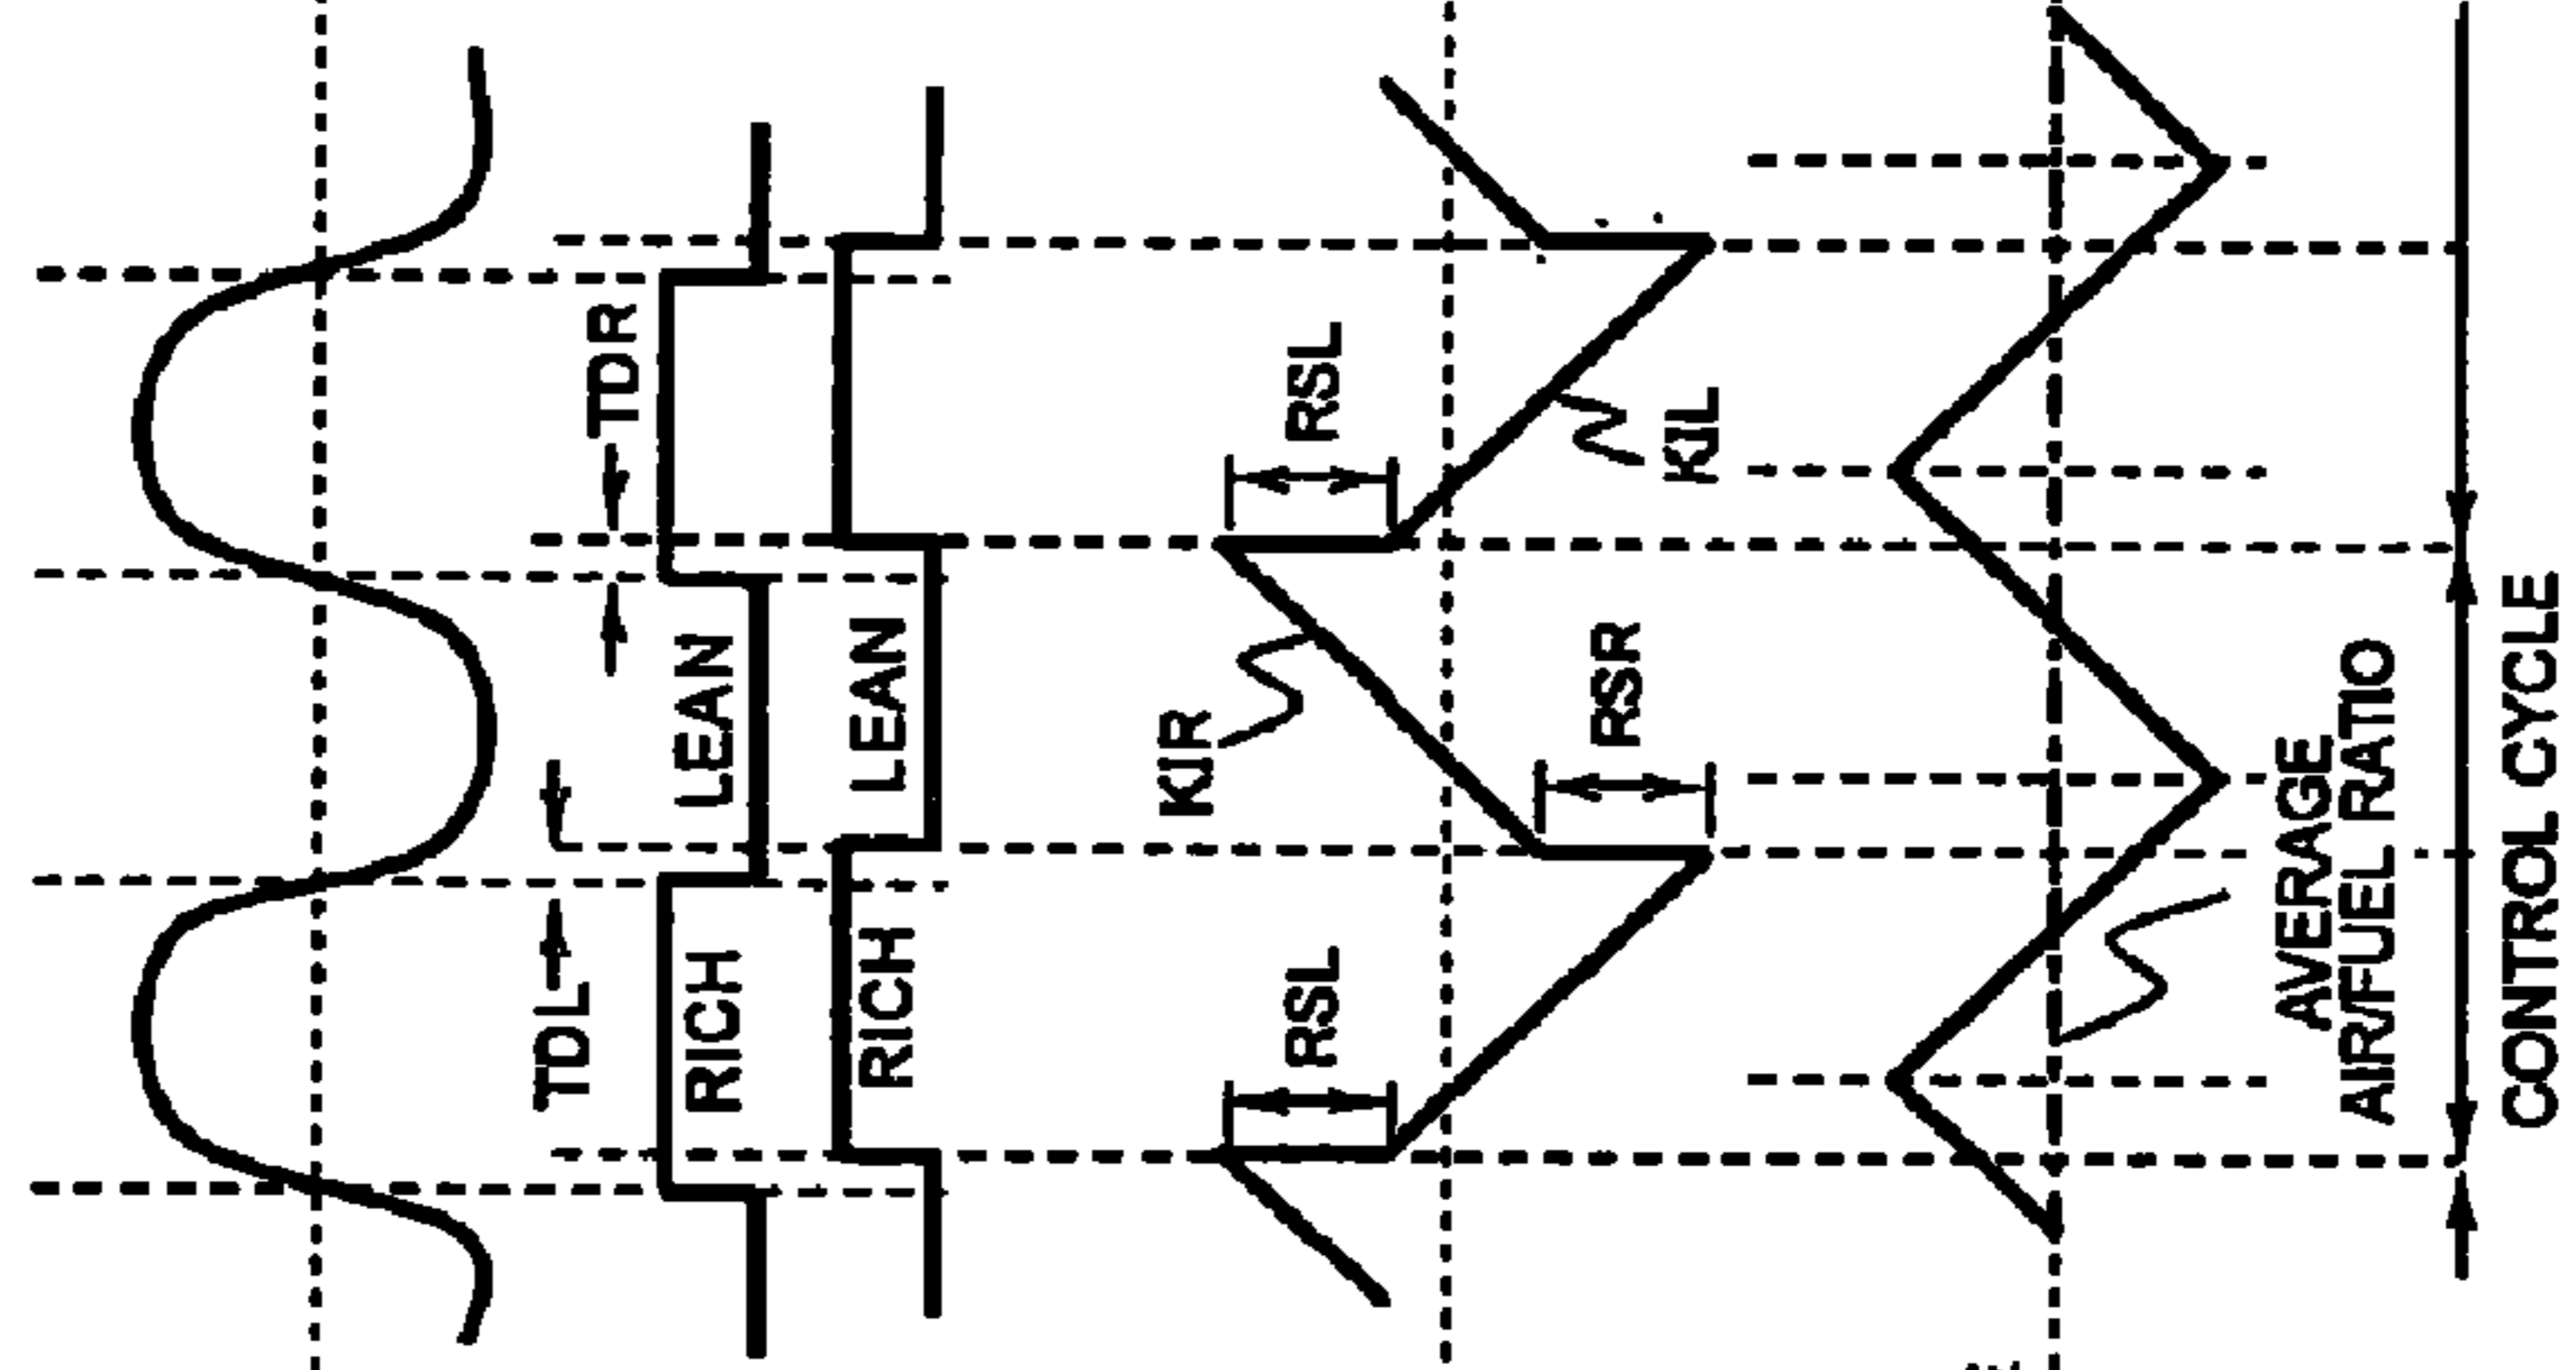 TDL
TDR
RICH
LEAN
RICH
LEAN
KIR
RSL
RSL
RSR
KIL
AVERAGE
AIR/FUEL RATIO
CONTROL CYCLE